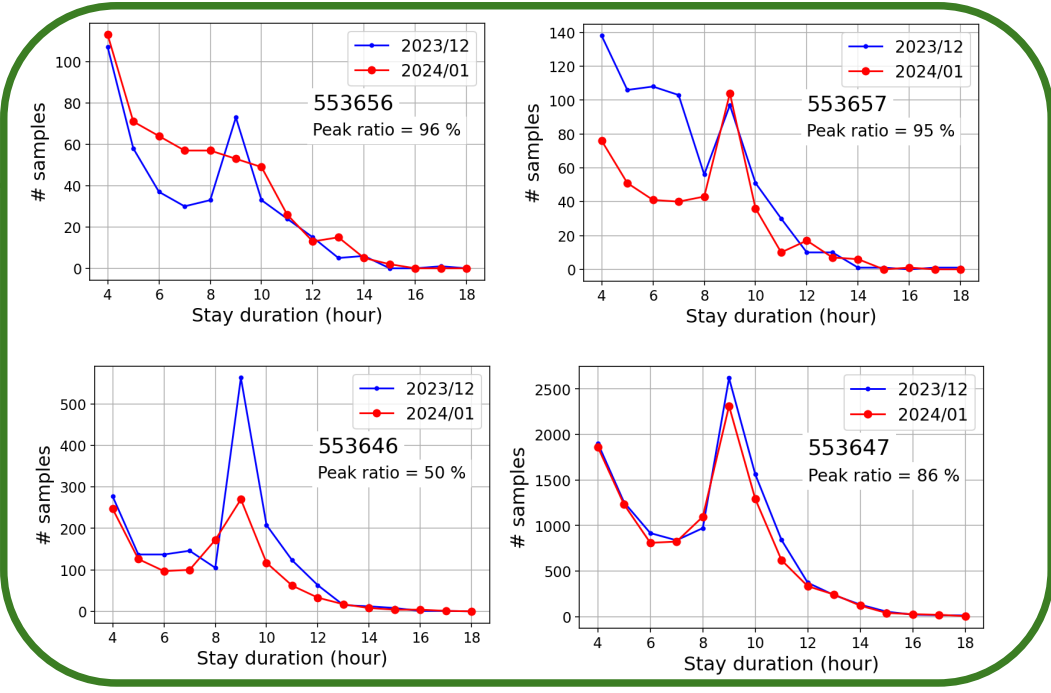 2023/12
2024/01
553656
Peak ratio = 96 %
# samples
100
80
60
40
20
0
4 6 8 10 12 14 16 18
Stay duration (hour)
2023/12
2024/01
553657
Peak ratio = 95 %
# samples
140
120
100
80
60
40
20
0
4 6 8 10 12 14 16 18
Stay duration (hour)
2023/12
2024/01
553646
Peak ratio = 50 %
# samples
500
400
300
200
100
0
4 6 8 10 12 14 16 18
Stay duration (hour)
2023/12
2024/01
553647
Peak ratio = 86 %
# samples
2500
2000
1500
1000
500
0
4 6 8 10 12 14 16 18
Stay duration (hour)